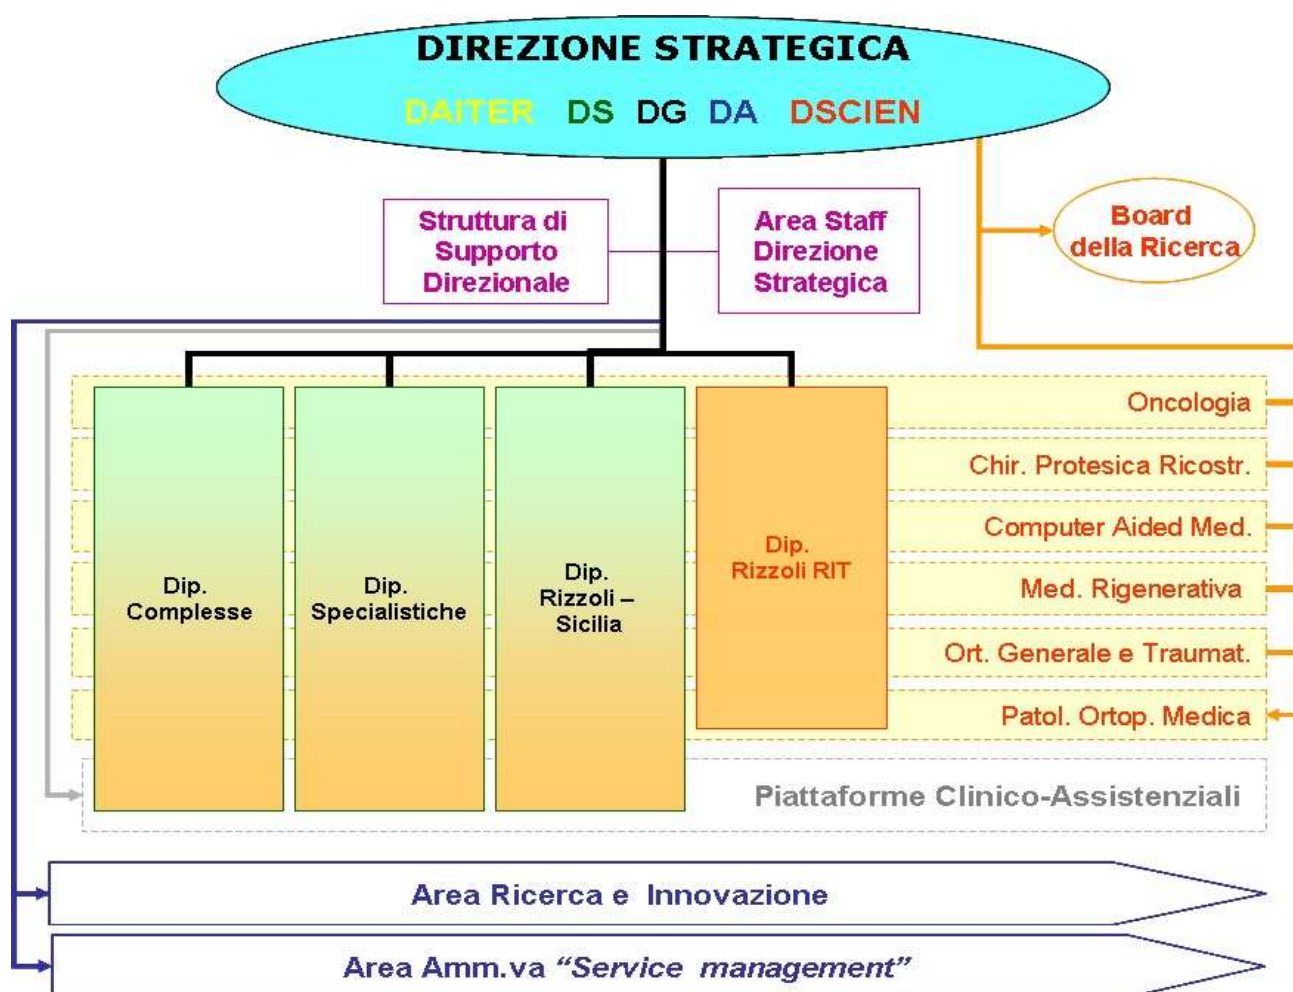 DIREZIONE STRATEGICA
DAiTER DS DG DA DSCIEN
Struttura di
Supporto
Direzionale
Area Staff
Direzione
Strategica
Board
della Ricerca
Oncologia
Chir. Protesica Ricostr.
Computer Aided Med.
Med. Rigenerativa
Ort. Generale e Traumat.
Patol. Ortop. Medica
Dip.
Complesse
Dip.
Specialistiche
Dip.
Rizzoli –
Sicilia
Dip.
Rizzoli RIT
Piattaforme Clinico-Assistenziali
Area Ricerca e Innovazione
Area Amm.va “Service management”